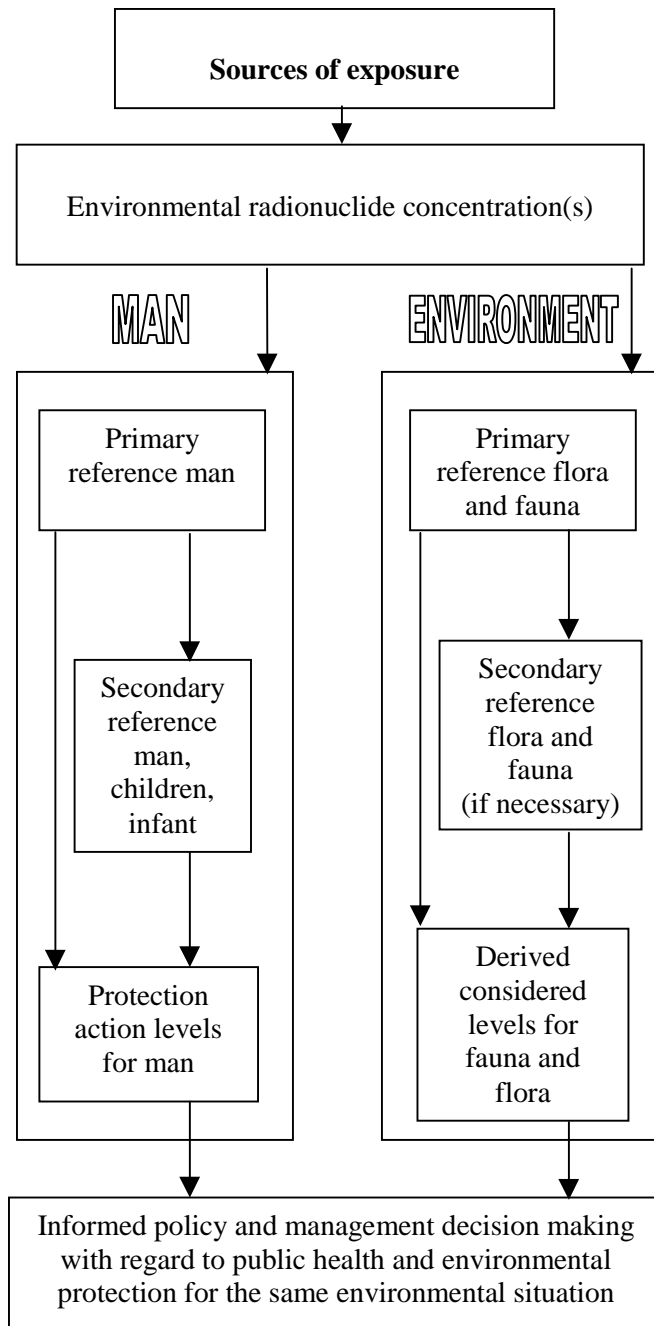 Sources of exposure
Environmental radionuclide concentration(s)
MAN
Primary
reference man
Secondary
reference
man,
children,
infant
Protection
action levels
for man
ENVIRONMENT
Primary
reference flora
and fauna
Secondary
reference
flora and
fauna
(if necessary)
Derived
considered
levels for
fauna and
flora
Informed policy and management decision making
with regard to public health and environmental
protection for the same environmental situation